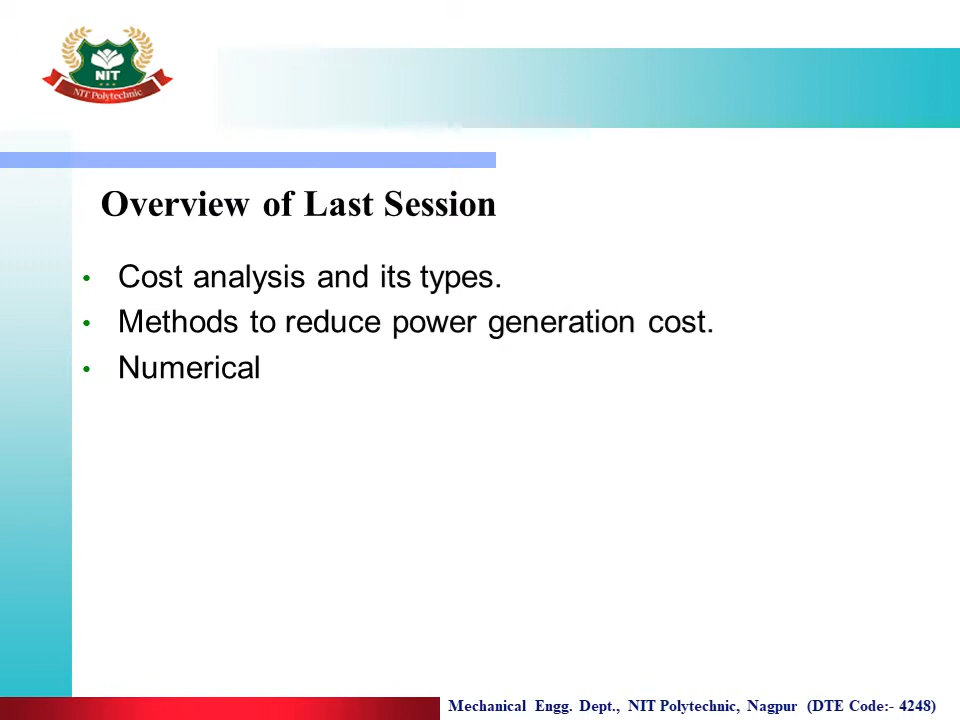 NIT
NIT Polytechnic
Overview of Last Session
• Cost analysis and its types.
• Methods to reduce power generation cost.
• Numerical
Mechanical Engg. Dept., NIT Polytechnic, Nagpur (DTE Code:- 4248)